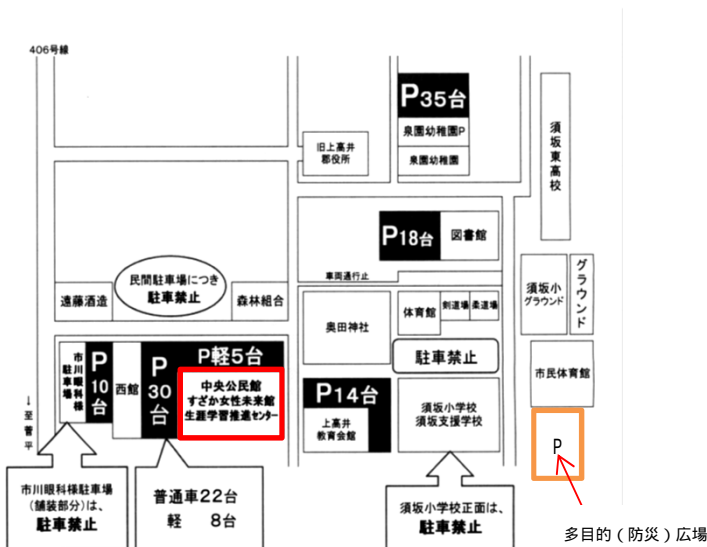 406号線
P35台
泉園幼稚園P
泉園幼稚園
旧上高井
郡役所
須坂東高校
P18台
図書館
車両通行止
民間駐車場につき
駐車禁止
遠藤酒造
森林組合
奥田神社
体育館
剣道場
柔道場
須坂小
グラウンド
グラウンド
駐車禁止
市民体育館
市川眼科様
駐車場
P
10
台
西館
P
30
台
P軽5台
中央公民館
すざか女性未来館
生涯学習推進センター
P14台
上高井
教育会館
須坂小学校
須坂支援学校
P
↓至菅平
市川眼科様駐車場
(舗装部分)は、
駐車禁止
普通車22台
軽 8台
須坂小学校正面は、
駐車禁止
多目的(防災)広場